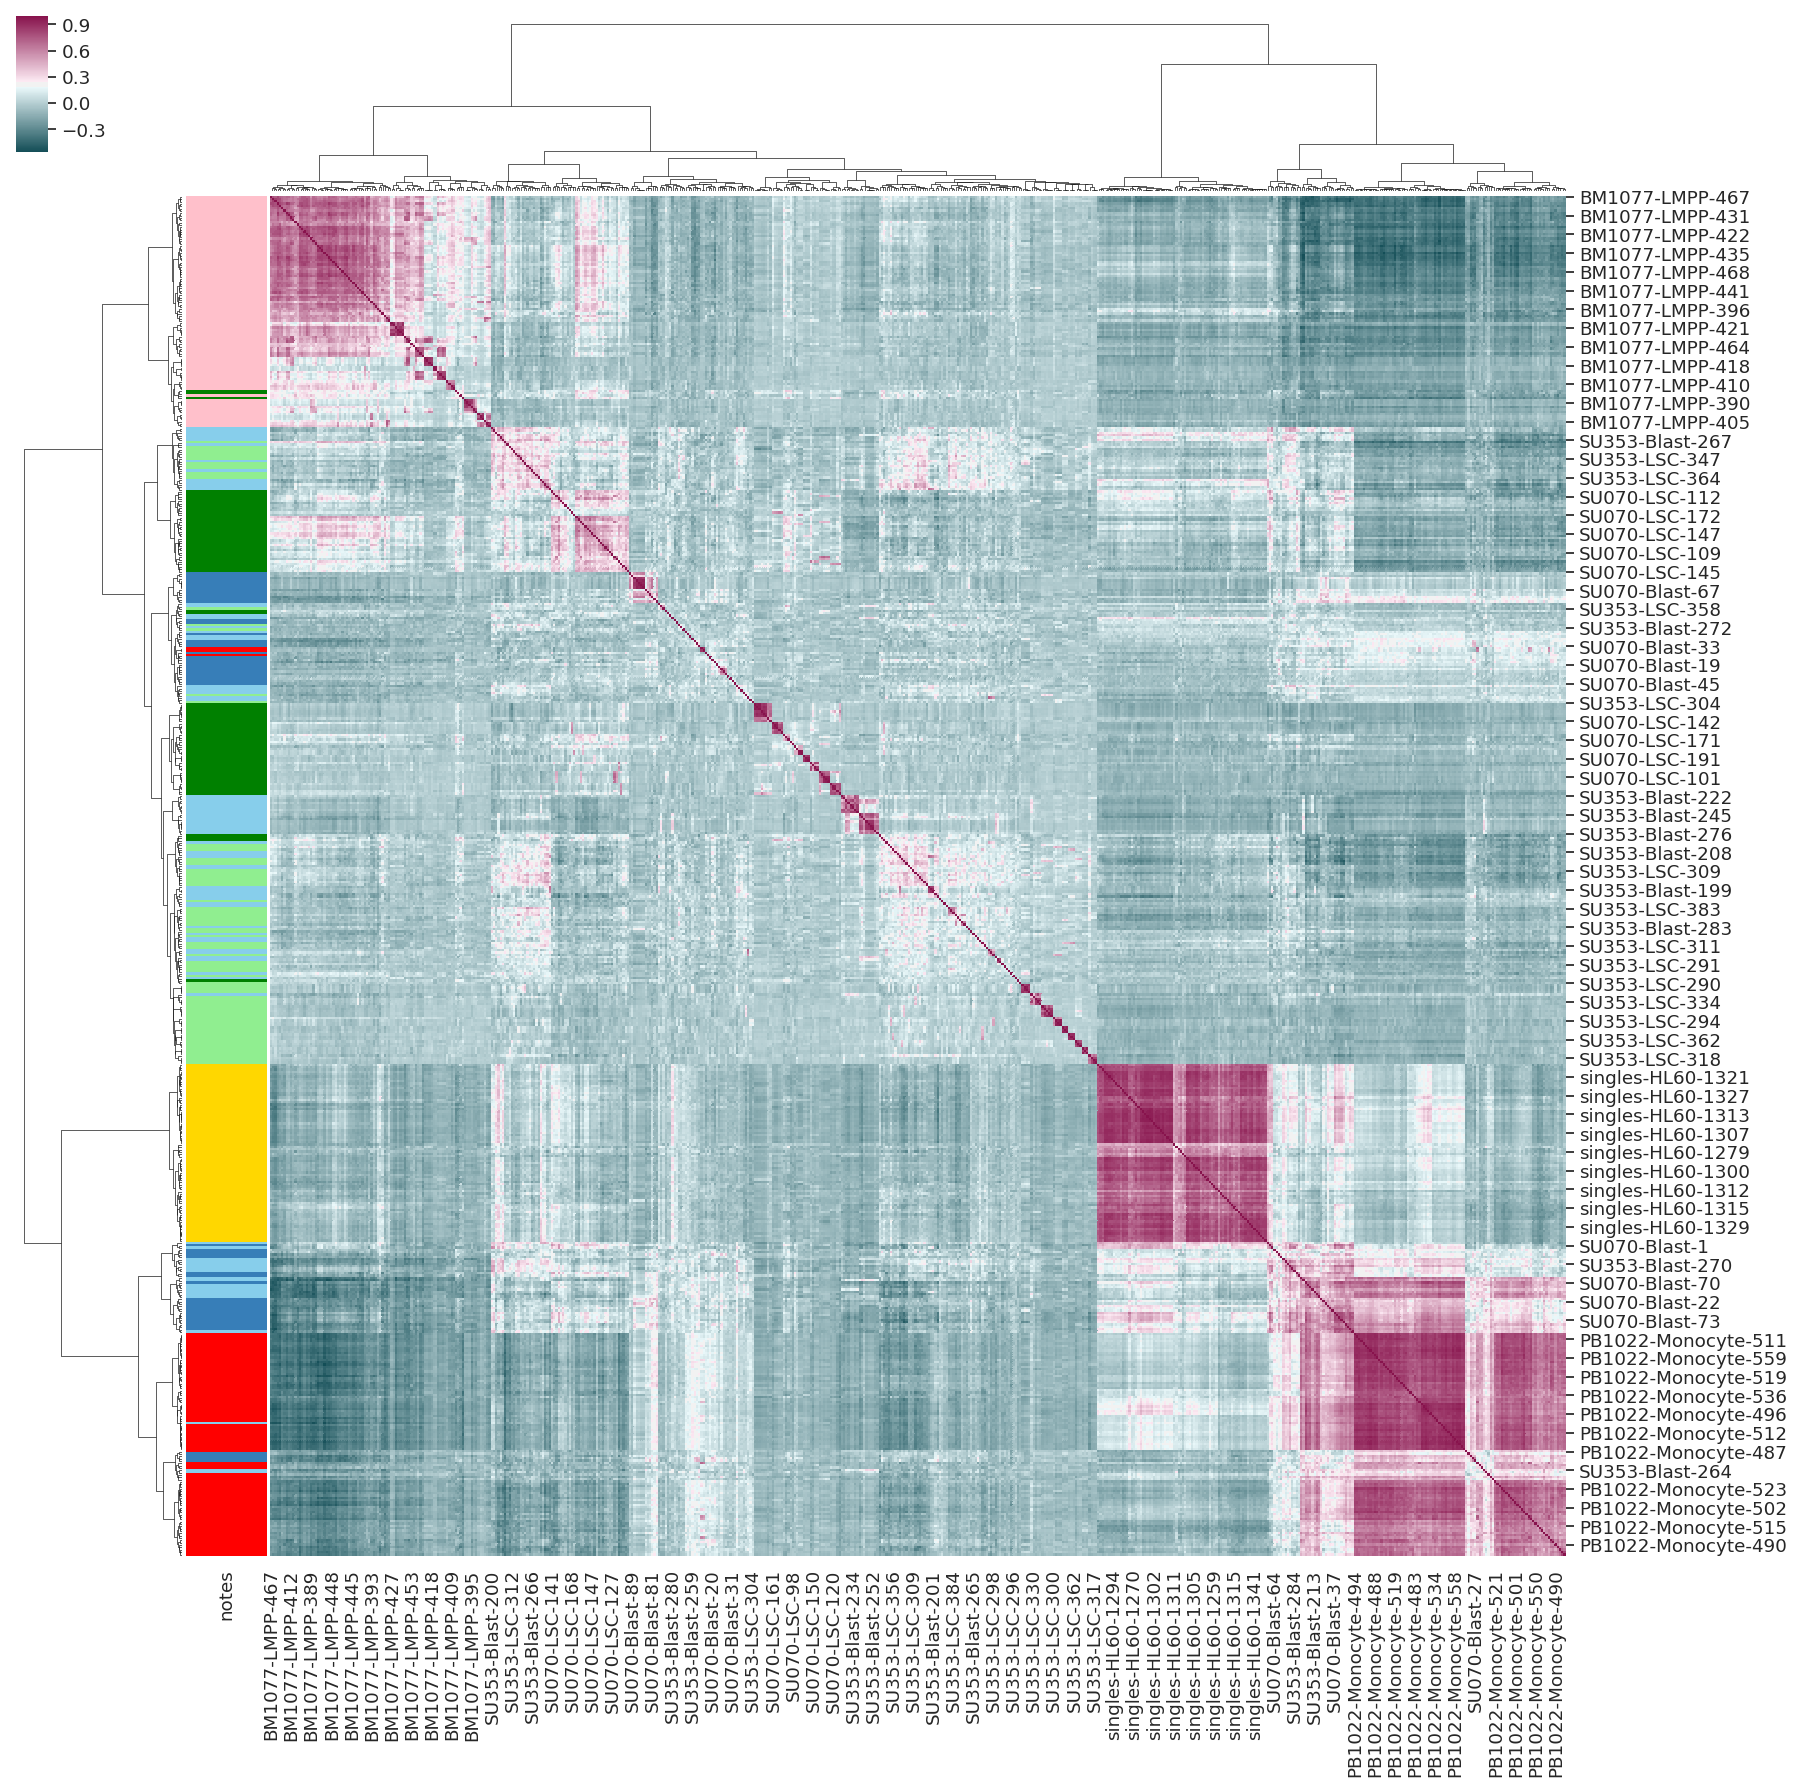 0.9
0.6
0.3
0.0
−0.3
BM1077-LMPP-467
BM1077-LMPP-431
BM1077-LMPP-422
BM1077-LMPP-435
BM1077-LMPP-468
BM1077-LMPP-441
BM1077-LMPP-396
BM1077-LMPP-421
BM1077-LMPP-464
BM1077-LMPP-418
BM1077-LMPP-410
BM1077-LMPP-390
BM1077-LMPP-405
SU353-Blast-267
SU353-LSC-347
SU353-LSC-364
SU070-LSC-112
SU070-LSC-172
SU070-LSC-147
SU070-LSC-109
SU070-LSC-145
SU070-Blast-67
SU353-LSC-358
SU353-Blast-272
SU070-Blast-33
SU070-Blast-19
SU070-Blast-45
SU353-LSC-304
SU070-LSC-142
SU070-LSC-171
SU070-LSC-191
SU070-LSC-101
SU353-Blast-222
SU353-Blast-245
SU353-Blast-276
SU353-Blast-208
SU353-LSC-309
SU353-Blast-199
SU353-LSC-383
SU353-Blast-283
SU353-LSC-311
SU353-LSC-291
SU353-LSC-290
SU353-LSC-334
SU353-LSC-294
SU353-LSC-362
SU353-LSC-318
singles-HL60-1321
singles-HL60-1327
singles-HL60-1313
singles-HL60-1307
singles-HL60-1279
singles-HL60-1300
singles-HL60-1312
singles-HL60-1315
singles-HL60-1329
SU070-Blast-1
SU353-Blast-270
SU070-Blast-70
SU070-Blast-22
SU070-Blast-73
PB1022-Monocyte-511
PB1022-Monocyte-559
PB1022-Monocyte-519
PB1022-Monocyte-536
PB1022-Monocyte-496
PB1022-Monocyte-512
PB1022-Monocyte-487
SU353-Blast-264
PB1022-Monocyte-523
PB1022-Monocyte-502
PB1022-Monocyte-515
PB1022-Monocyte-490
notes
BM1077-LMPP-467
BM1077-LMPP-412
BM1077-LMPP-389
BM1077-LMPP-448
BM1077-LMPP-445
BM1077-LMPP-393
BM1077-LMPP-427
BM1077-LMPP-453
BM1077-LMPP-418
BM1077-LMPP-409
BM1077-LMPP-395
SU353-Blast-200
SU353-LSC-312
SU353-Blast-266
SU070-LSC-141
SU070-LSC-168
SU070-LSC-147
SU070-LSC-127
SU070-Blast-89
SU070-Blast-81
SU353-Blast-280
SU353-Blast-259
SU070-Blast-20
SU070-Blast-31
SU353-LSC-304
SU070-LSC-161
SU070-LSC-98
SU070-LSC-150
SU070-LSC-120
SU353-Blast-234
SU353-Blast-252
SU353-LSC-356
SU353-LSC-309
SU353-Blast-201
SU353-LSC-384
SU353-Blast-265
SU353-LSC-298
SU353-LSC-296
SU353-LSC-330
SU353-LSC-300
SU353-LSC-362
SU353-LSC-317
singles-HL60-1294
singles-HL60-1270
singles-HL60-1302
singles-HL60-1311
singles-HL60-1305
singles-HL60-1259
singles-HL60-1315
singles-HL60-1341
SU070-Blast-64
SU353-Blast-284
SU353-Blast-213
SU070-Blast-37
PB1022-Monocyte-494
PB1022-Monocyte-488
PB1022-Monocyte-519
PB1022-Monocyte-483
PB1022-Monocyte-534
PB1022-Monocyte-558
SU070-Blast-27
PB1022-Monocyte-521
PB1022-Monocyte-501
PB1022-Monocyte-550
PB1022-Monocyte-490